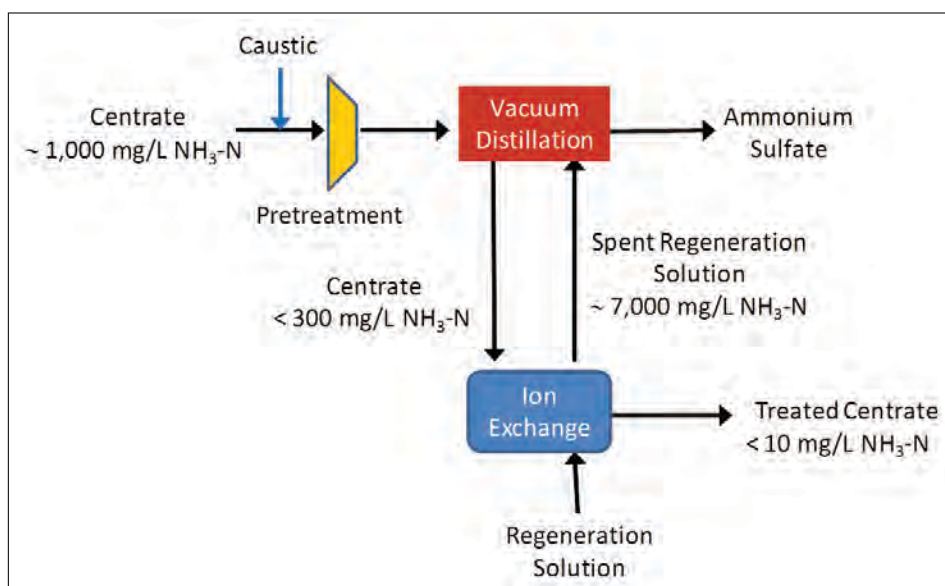 Caustic
Centrate
~ 1,000 mg/L NH₃-N
Pretreatment
Vacuum
Distillation
Ammonium
Sulfate
Centrate
< 300 mg/L NH₃-N
Spent Regeneration
Solution
~ 7,000 mg/L NH₃-N
Ion
Exchange
Treated Centrate
< 10 mg/L NH₃-N
Regeneration
Solution